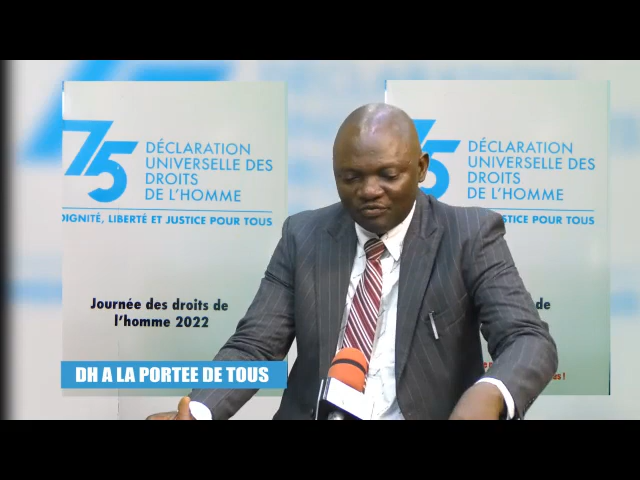 75 DÉCLARATION
UNIVERSELLE DES
DROITS
DE L'HOMME
DIGNITÉ, LIBERTÉ ET JUSTICE POUR TOUS
Journée des droits de
l'homme 2022
75 DÉCLARATION
UNIVERSELLE DES
DROITS
DE L'HOMME
JUSTICE POUR TOUS
de
DH A LA PORTEE DE TOUS